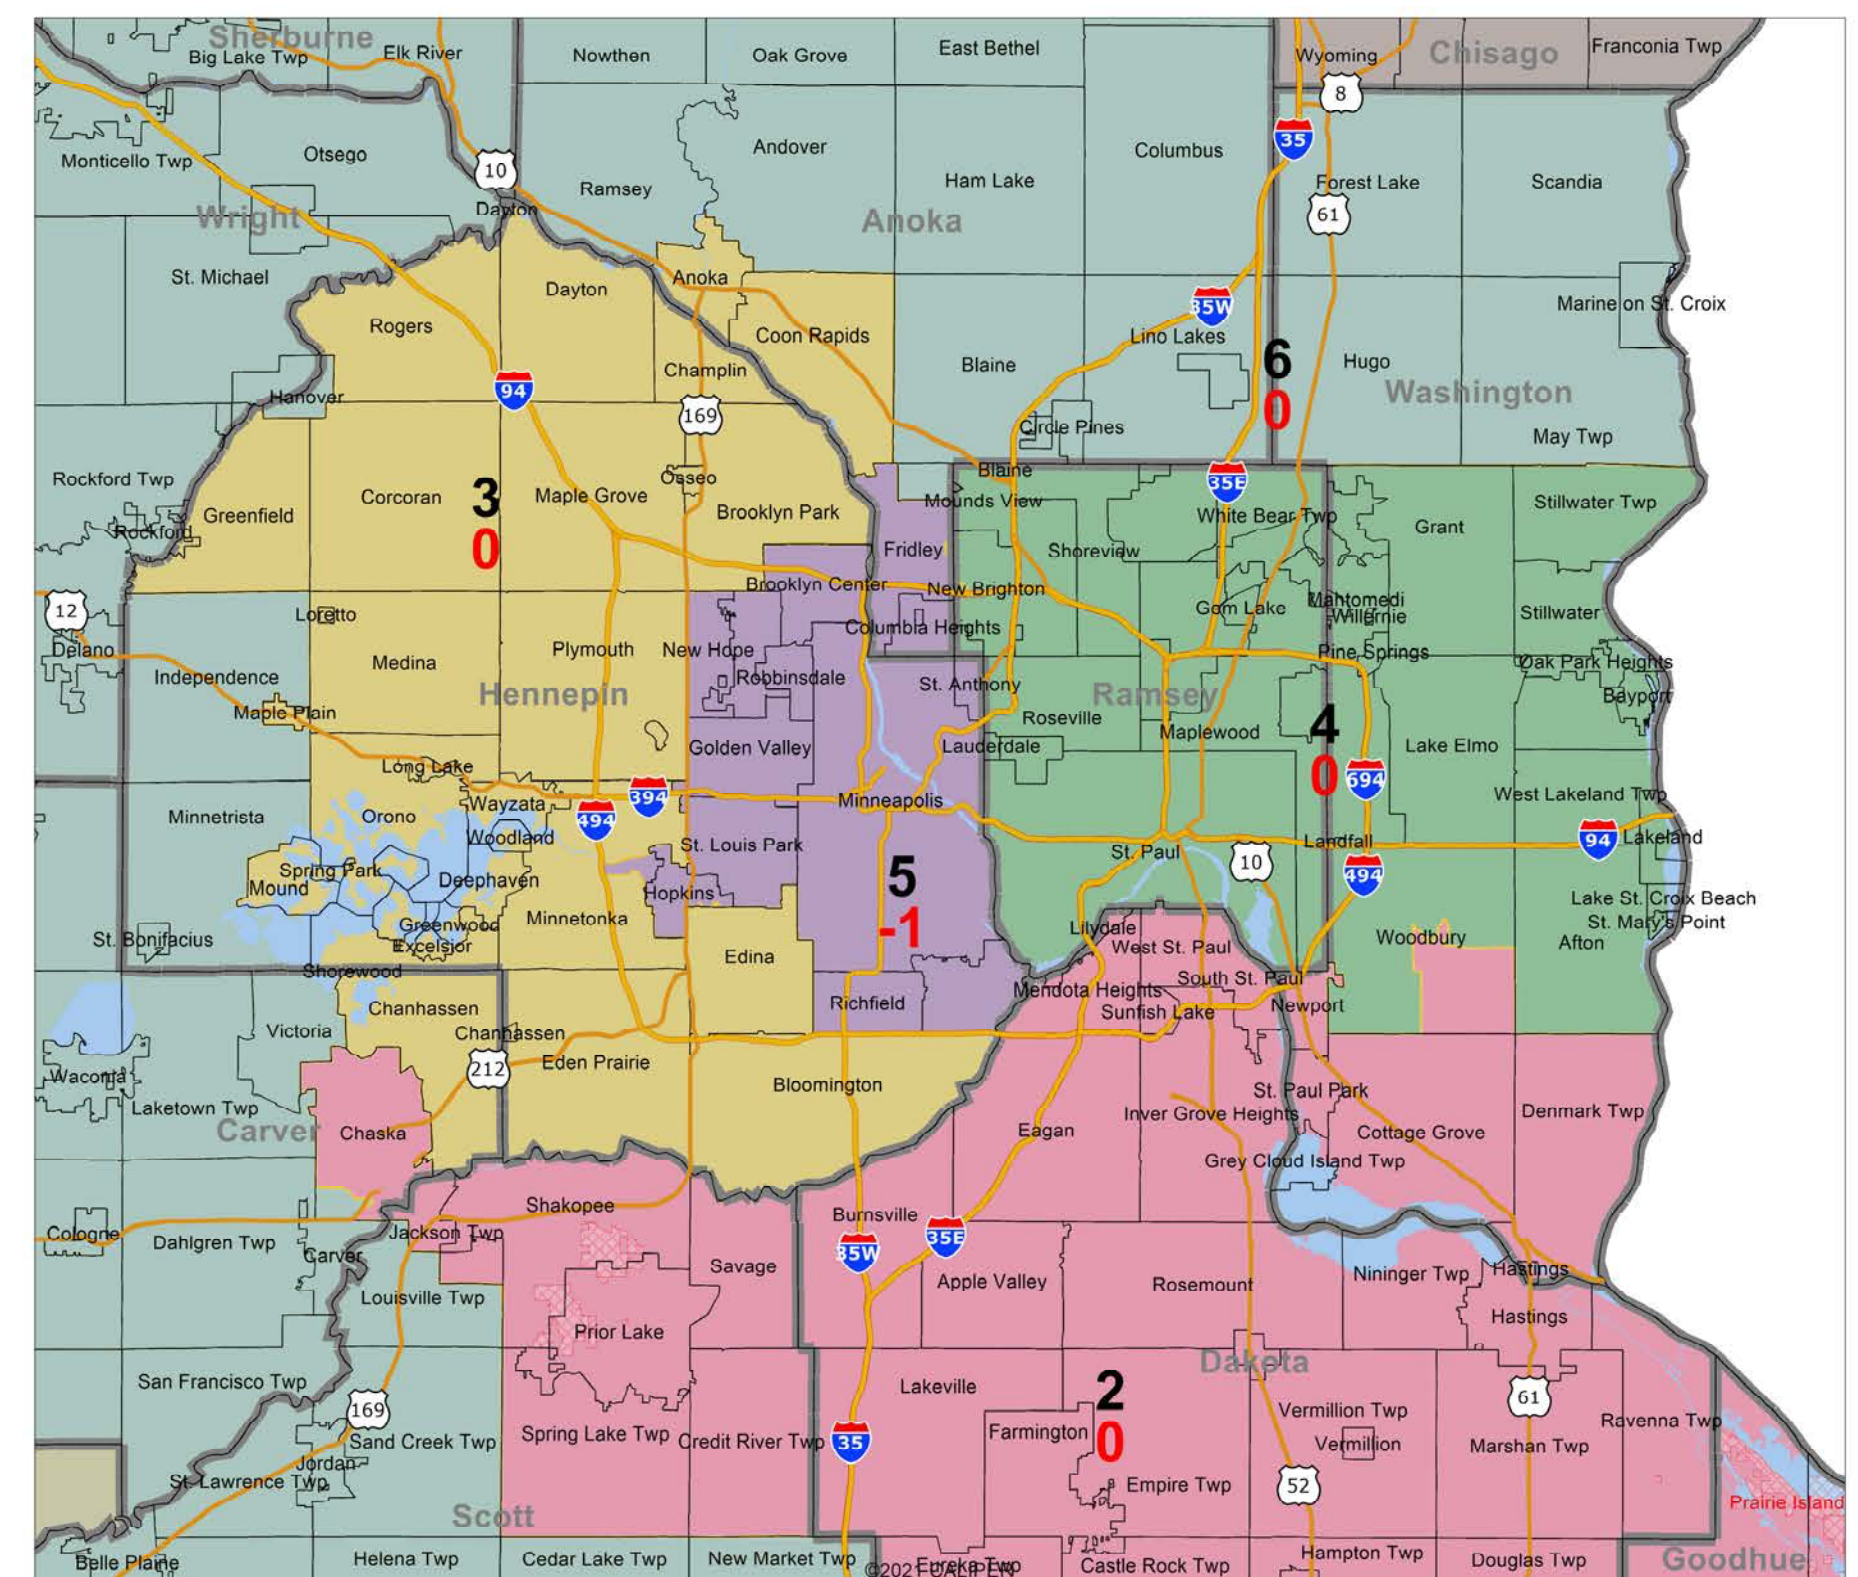 Sherburne
Big Lake Twp
Elk River
Nowthen
Oak Grove
East Bethel
Wyoming
Chisago
Franconia Twp
8
35
Monticello Twp
Otsego
10
Ramsey
Andover
Ham Lake
Columbus
Forest Lake
Scandia
61
Wright
Dayton
Anoka
St. Michael
Dayton
Anoka
35W
Marine on St. Croix
Rogers
Coon Rapids
Lino Lakes
Hanover
94
Champlin
Blaine
6
0
Hugo
Washington
169
Circle Pines
May Twp
Rockford Twp
Rockford
Greenfield
Corcoran
3
0
Maple Grove
Osseo
Brooklyn Park
Blaine
Mounds View
35E
White Bear Twp
Grant
Stillwater Twp
Fridley
Shoreview
12
Delano
Loretto
Brooklyn Center
New Brighton
Gem Lake
Mahtomedi
Willernie
Stillwater
Independence
Medina
Plymouth
New Hope
Columbia Heights
Pine Springs
Oak Park Heights
Bayport
Maple Plain
Hennepin
Robbinsdale
St. Anthony
Ramsey
Roseville
Maplewood
4
0
Golden Valley
Lauderdale
Lake Elmo
Long Lake
394
494
694
Minnetrista
Orono
Wayzata
Woodland
Minneapolis
West Lakeland Twp
94
Lakeland
St. Louis Park
St. Paul
Landfall
10
494
Spring Park
Mound
Deephaven
Hopkins
5
-1
Lake St. Croix Beach
St. Mary's Point
St. Bonifacius
Greenwood
Excelsior
Minnetonka
Edina
Lilydale
West St. Paul
Woodbury
Afton
Shorewood
South St. Paul
Chanhassen
Richfield
Mendota Heights
Sunfish Lake
Newport
Victoria
Chanhassen
212
Eden Prairie
Waconia
Laketown Twp
Carver
Chaska
Bloomington
Eagan
Inver Grove Heights
St. Paul Park
Cottage Grove
Denmark Twp
Grey Cloud Island Twp
Cologne
Dahlgren Twp
Carver
Jackson Twp
Shakopee
Burnsville
35W
35E
Savage
Apple Valley
Rosemount
Nininger Twp
Hastings
Louisville Twp
Prior Lake
Hastings
San Francisco Twp
Dakota
Lakeville
2
0
169
Sand Creek Twp
Jordan
St. Lawrence Twp
Spring Lake Twp
Credit River Twp
35
Farmington
Vermillion Twp
Vermillion
61
Marshan Twp
Ravenna Twp
Empire Twp
52
Prairie Island
Scott
Belle Plaine
Helena Twp
Cedar Lake Twp
New Market Twp
©2021 CALIPER
Eureka Twp
Castle Rock Twp
Hampton Twp
Douglas Twp
Goodhue